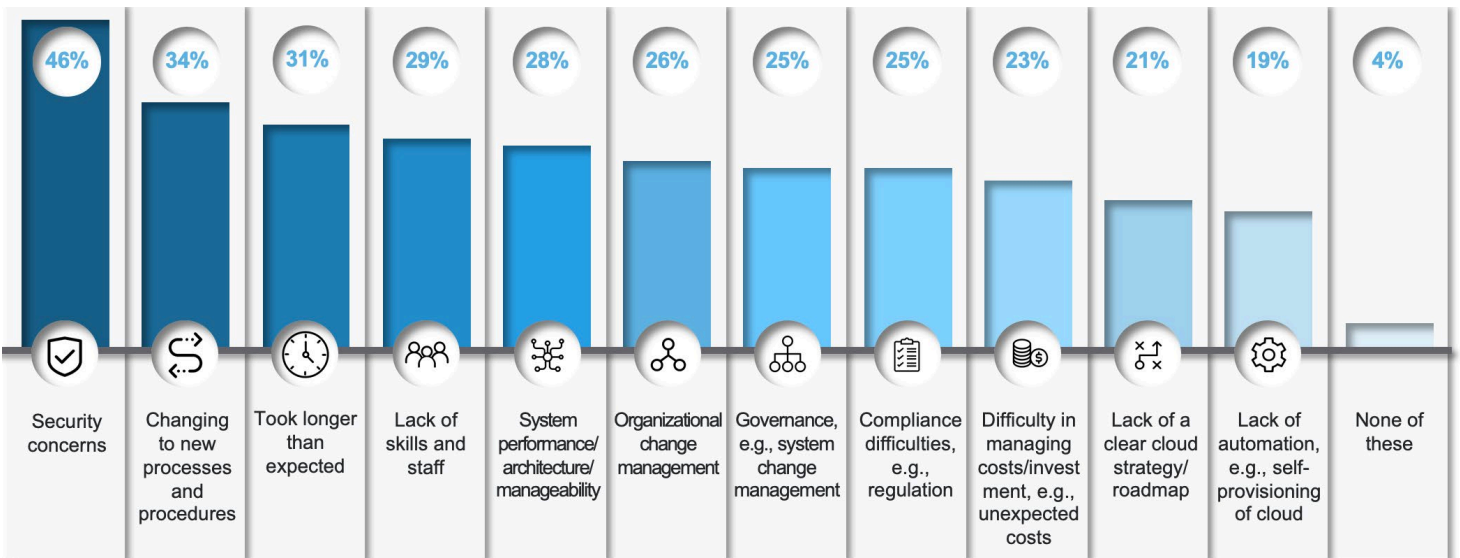 46%
34%
31%
29%
28%
26%
25%
25%
23%
21%
19%
4%
Security
concerns
Changing
to new
processes
and
procedures
Took longer
than
expected
Lack of
skills and
staff
System
performance/
architecture/
manageability
Organizational
change
management
Governance,
e.g., system
change
management
Compliance
difficulties,
e.g.,
regulation
Difficulty in
managing
costs/invest
ment, e.g.,
unexpected
costs
Lack of a
clear cloud
strategy/
roadmap
Lack of
automation,
e.g., self-
provisioning
of cloud
None of
these